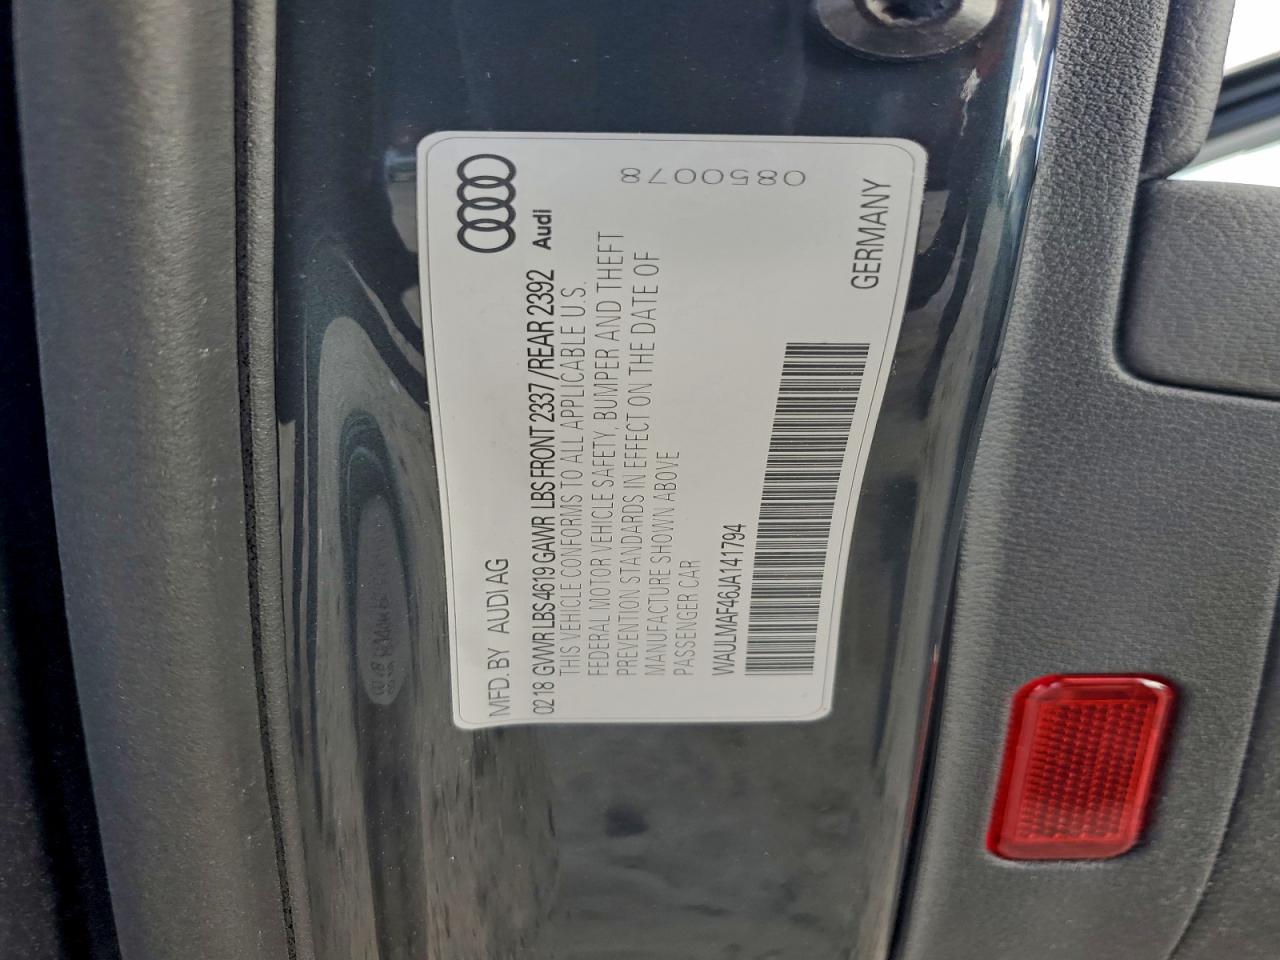 MFD. BY AUDI AG
Audi
02.18 GVWR LBS 4619 GAWR LBS FRONT 2337 / REAR 2392
THIS VEHICLE CONFORMS TO ALL APPLICABLE U.S.
FEDERAL MOTOR VEHICLE SAFETY, BUMPER AND THEFT
PREVENTION STANDARDS IN EFFECT ON THE DATE OF
MANUFACTURE SHOWN ABOVE
PASSENGER CAR
0850078
WAULMAF46JA141794
GERMANY